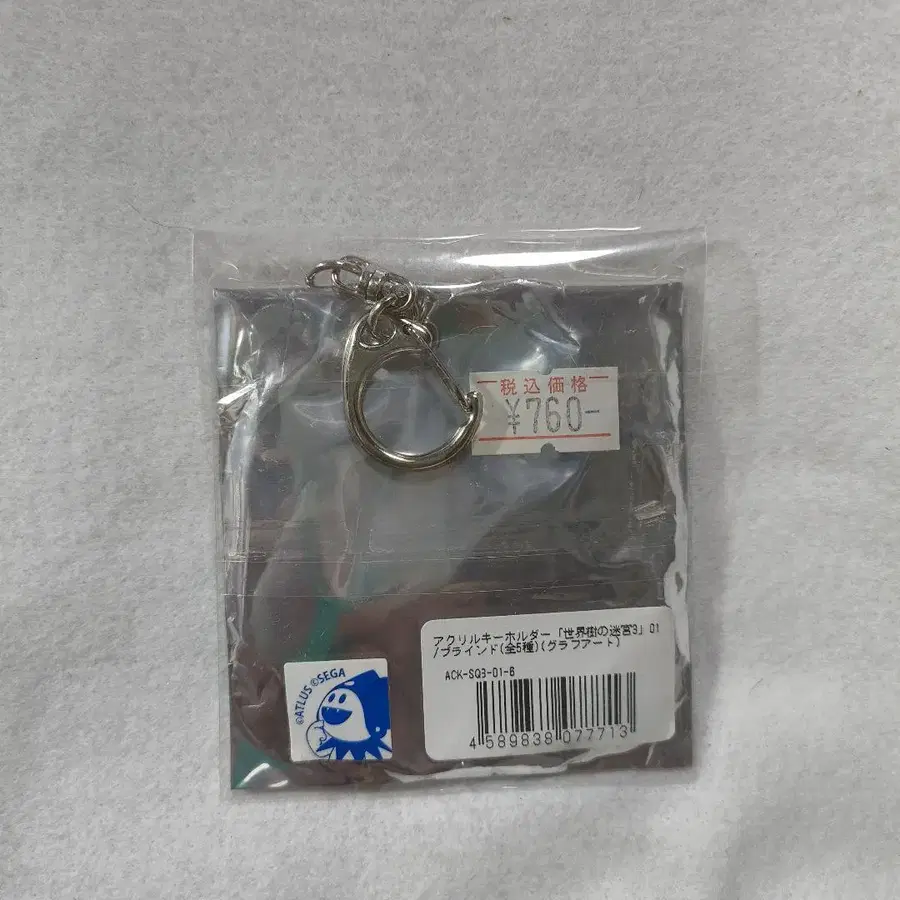 税込価格
¥760-
アクリルキーホルダー「世界樹の迷宮3」01
/ブラインド(全5種)(グラフアート)
ACK-SQ3-01-6
4 589838 077713
©ATLUS ©SEGA